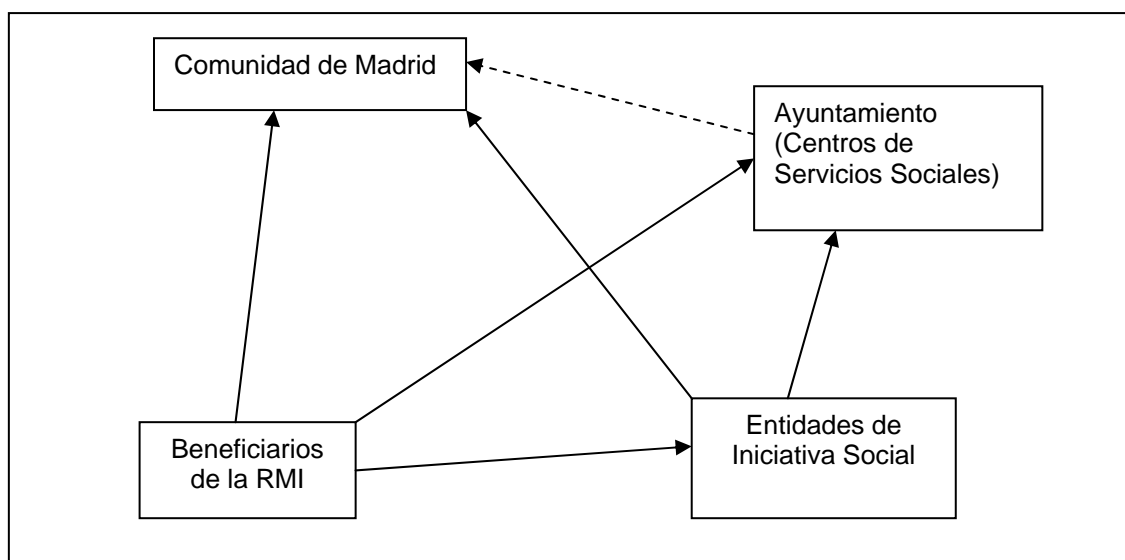 Comunidad de Madrid
Ayuntamiento
(Centros de
Servicios Sociales)
Beneficiarios
de la RMI
Entidades de
Iniciativa Social